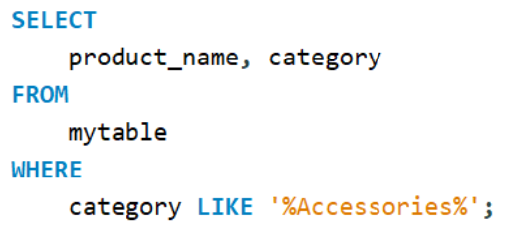 SELECT
product_name, category
FROM
mytable
WHERE
category LIKE '%Accessories%';